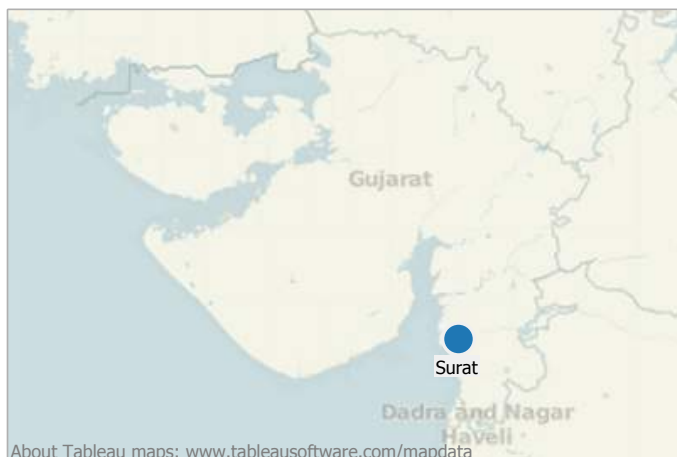 Gujarat
Surat
Dadra and Nagar
Haveli
About Tableau maps: www.tableausoftware.com/mapdata